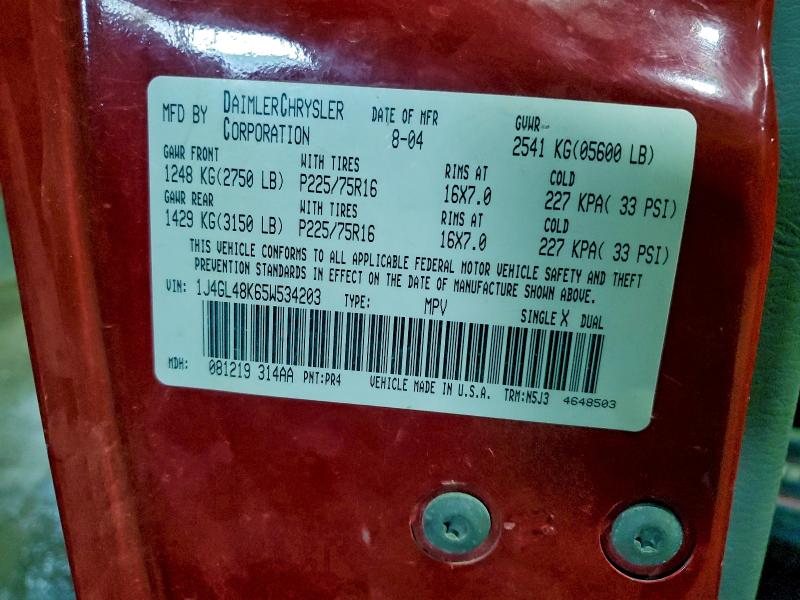 MFD BY DAIMLERCHRYSLER CORPORATION DATE OF MFR 8-04 GVWR 2541 KG(05600 LB)
GAWR FRONT WITH TIRES RIMS AT COLD
1248 KG(2750 LB) P225/75R16 16X7.0 227 KPA( 33 PSI)
GAWR REAR WITH TIRES RIMS AT COLD
1429 KG(3150 LB) P225/75R16 16X7.0 227 KPA( 33 PSI)
THIS VEHICLE CONFORMS TO ALL APPLICABLE FEDERAL MOTOR VEHICLE SAFETY AND THEFT
PREVENTION STANDARDS IN EFFECT ON THE DATE OF MANUFACTURE SHOWN ABOVE.
VIN: 1J4GL48K65W534203 TYPE: MPV SINGLE X DUAL
MDH: 081219 314AA PNT:PR4 VEHICLE MADE IN U.S.A. TRM:N5J3 4648503